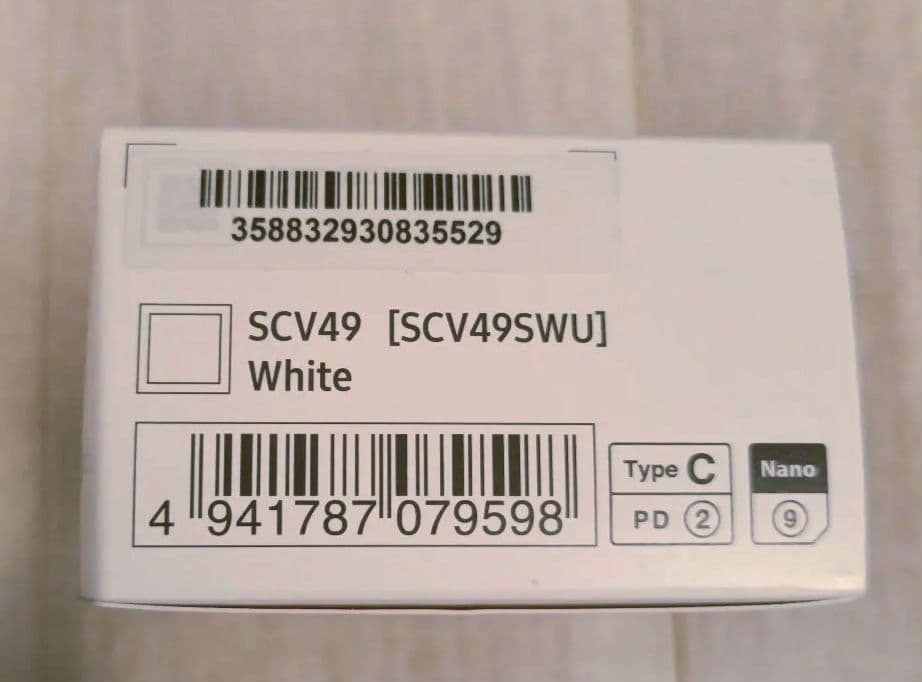 358832930835529
SCV49 [SCV49SWU]
White
4 941787 079598
Type C
PD 2
Nano
9